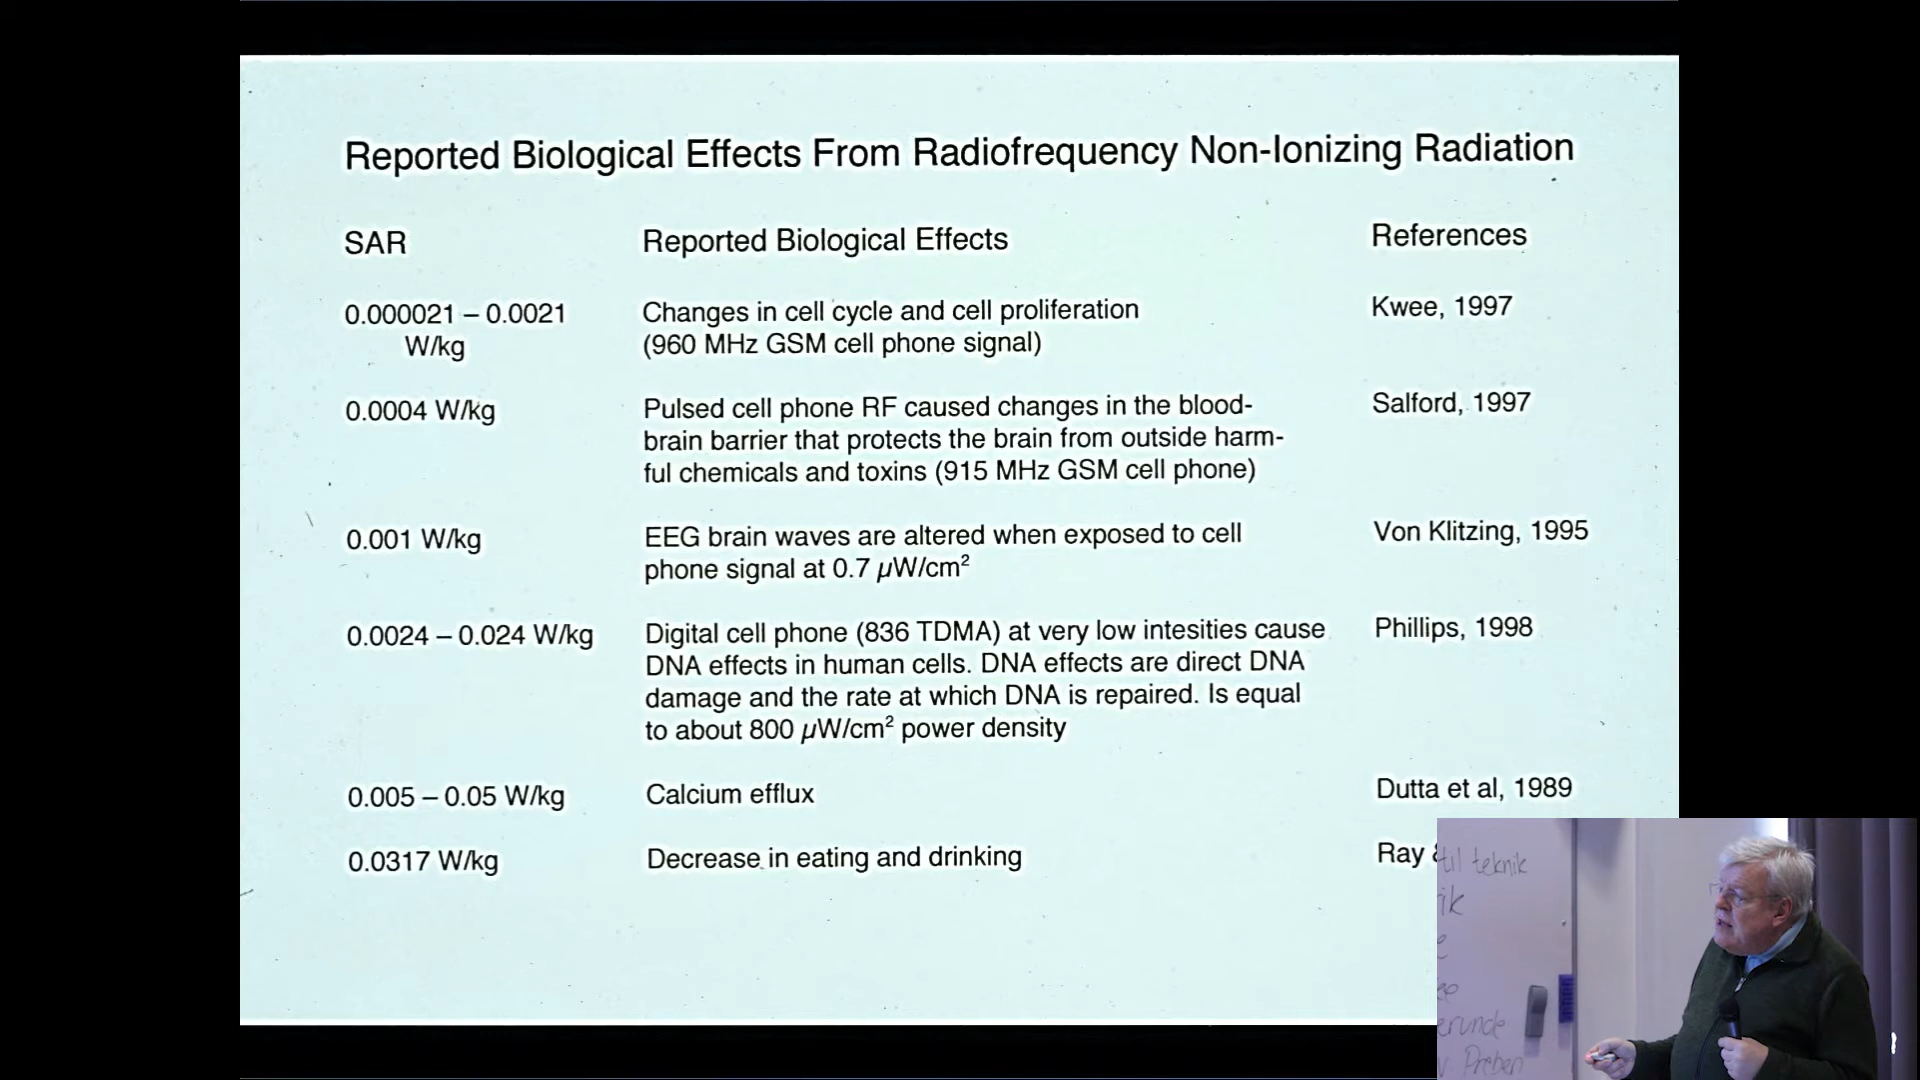 Reported Biological Effects From Radiofrequency Non-Ionizing Radiation
SAR Reported Biological Effects References
0.000021 – 0.0021 W/kg
Changes in cell cycle and cell proliferation
(960 MHz GSM cell phone signal)
Kwee, 1997
0.0004 W/kg
Pulsed cell phone RF caused changes in the blood-
brain barrier that protects the brain from outside harm-
ful chemicals and toxins (915 MHz GSM cell phone)
Salford, 1997
0.001 W/kg
EEG brain waves are altered when exposed to cell
phone signal at 0.7 µW/cm²
Von Klitzing, 1995
0.0024 – 0.024 W/kg
Digital cell phone (836 TDMA) at very low intesities cause
DNA effects in human cells. DNA effects are direct DNA
damage and the rate at which DNA is repaired. Is equal
to about 800 µW/cm² power density
Phillips, 1998
0.005 – 0.05 W/kg
Calcium efflux
Dutta et al, 1989
0.0317 W/kg
Decrease in eating and drinking
Ray
til teknik
Preben